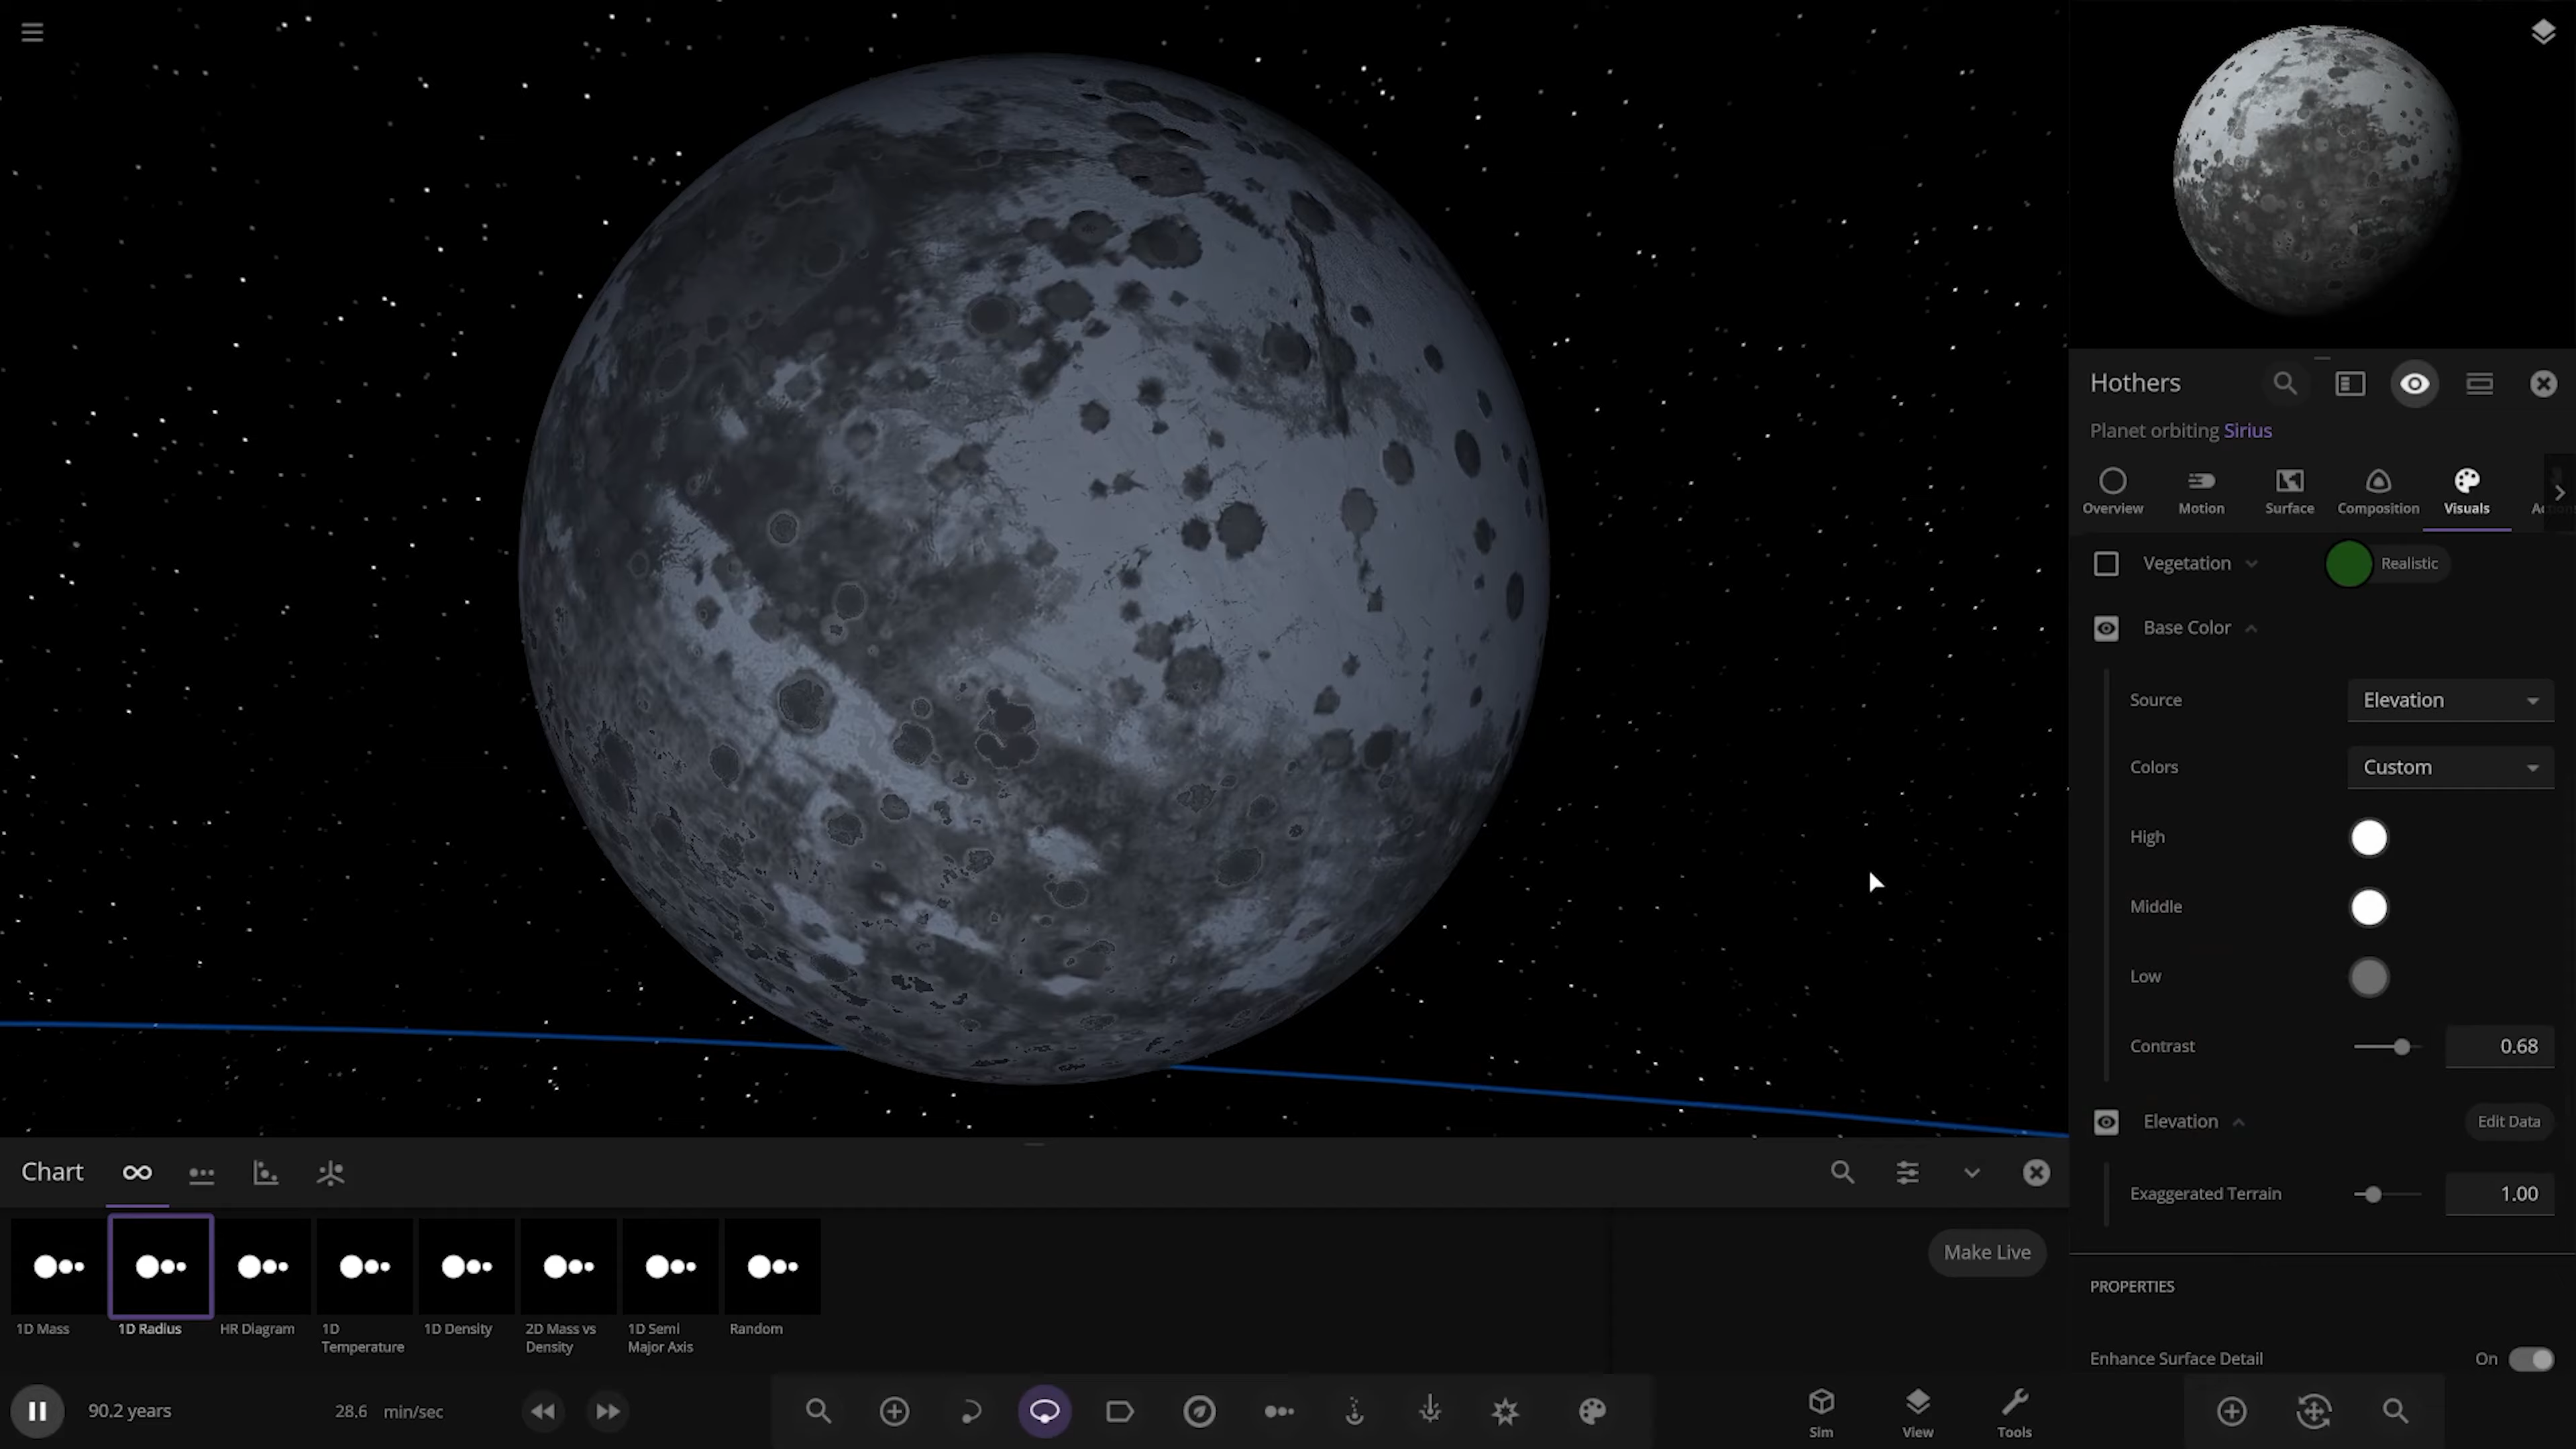 Hothers
Planet orbiting Sirius
Overview
Motion
Surface
Composition
Visuals
Vegetation
Realistic
Base Color
Source
Elevation
Colors
Custom
High
Middle
Low
Contrast
0.68
Elevation
Edit Data
Exaggerated Terrain
1.00
PROPERTIES
Enhance Surface Detail
On
Chart
Make Live
1D Mass
1D Radius
HR Diagram
1D
Temperature
1D Density
2D Mass vs
Density
1D Semi
Major Axis
Random
90.2 years
28.6 min/sec
Sim
View
Tools